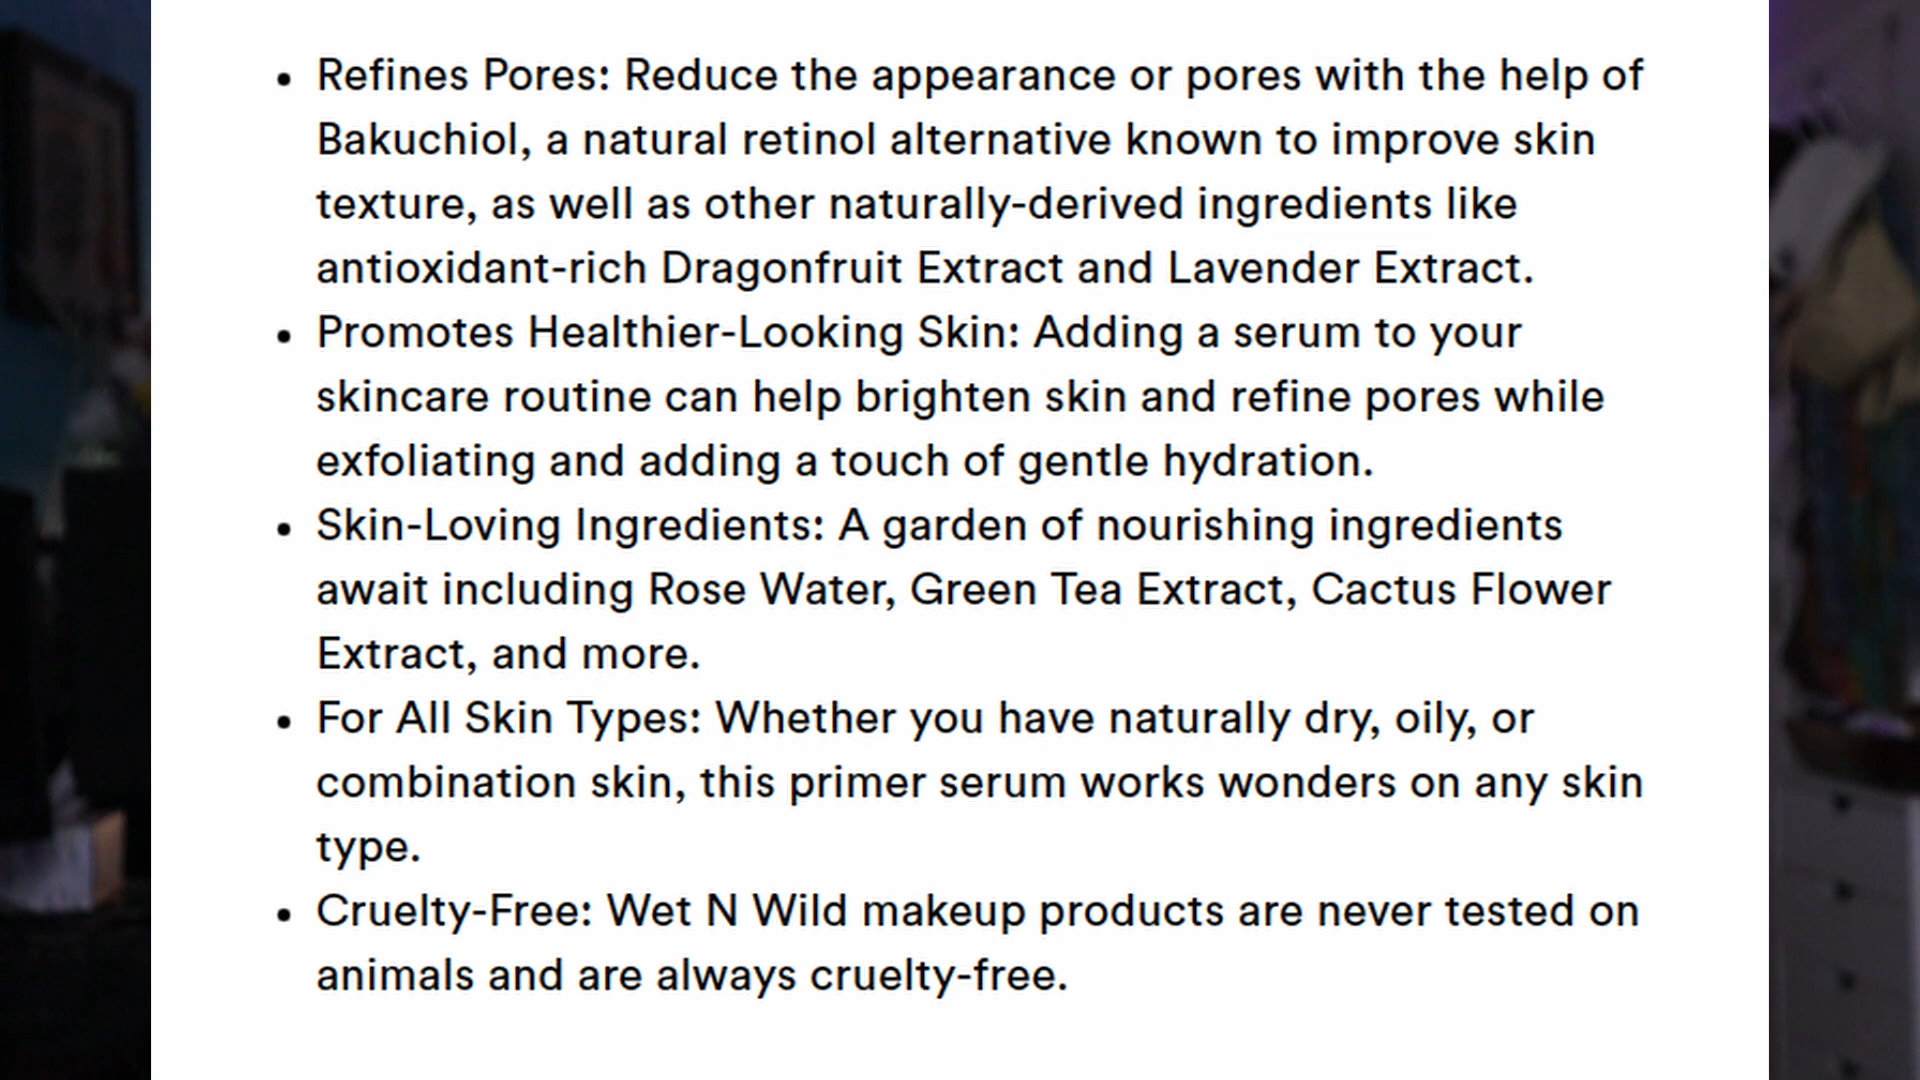 • Refines Pores: Reduce the appearance or pores with the help of
Bakuchiol, a natural retinol alternative known to improve skin
texture, as well as other naturally-derived ingredients like
antioxidant-rich Dragonfruit Extract and Lavender Extract.
• Promotes Healthier-Looking Skin: Adding a serum to your
skincare routine can help brighten skin and refine pores while
exfoliating and adding a touch of gentle hydration.
• Skin-Loving Ingredients: A garden of nourishing ingredients
await including Rose Water, Green Tea Extract, Cactus Flower
Extract, and more.
• For All Skin Types: Whether you have naturally dry, oily, or
combination skin, this primer serum works wonders on any skin
type.
• Cruelty-Free: Wet N Wild makeup products are never tested on
animals and are always cruelty-free.